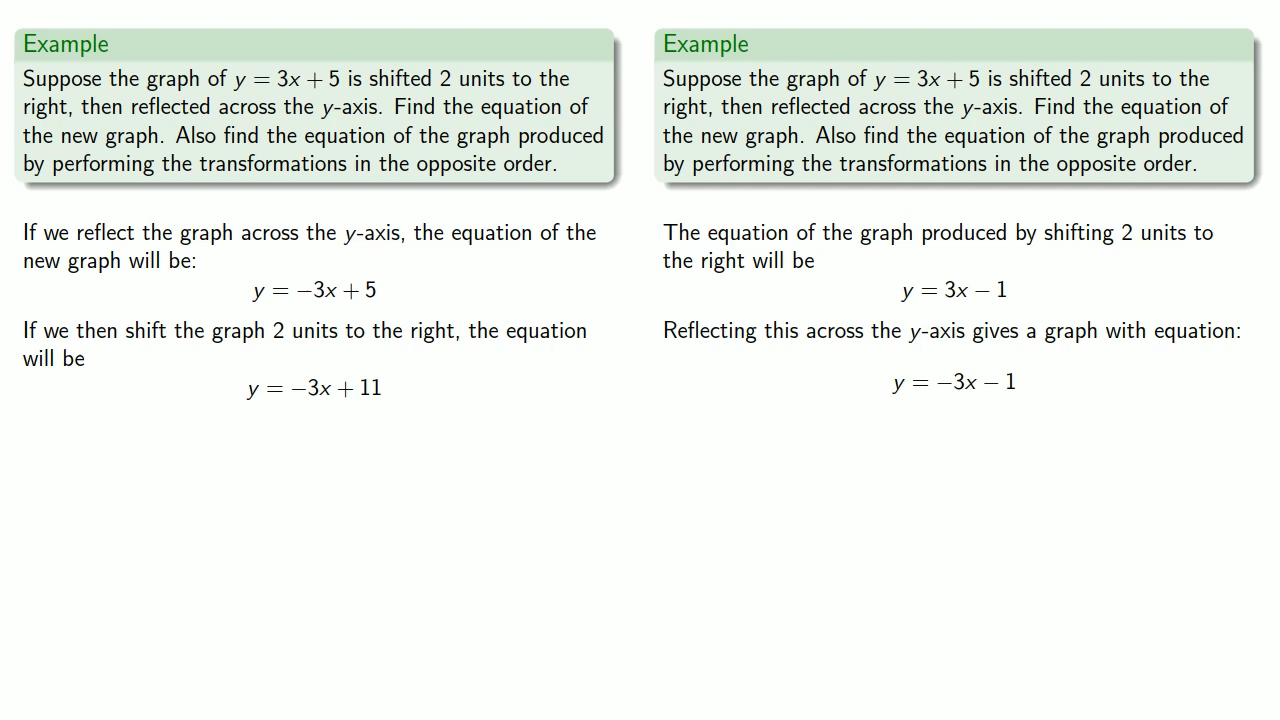 Example
Suppose the graph of y = 3x + 5 is shifted 2 units to the
right, then reflected across the y-axis. Find the equation of
the new graph. Also find the equation of the graph produced
by performing the transformations in the opposite order.
If we reflect the graph across the y-axis, the equation of the
new graph will be:
y = −3x + 5
If we then shift the graph 2 units to the right, the equation
will be
y = −3x + 11
Example
Suppose the graph of y = 3x + 5 is shifted 2 units to the
right, then reflected across the y-axis. Find the equation of
the new graph. Also find the equation of the graph produced
by performing the transformations in the opposite order.
The equation of the graph produced by shifting 2 units to
the right will be
y = 3x − 1
Reflecting this across the y-axis gives a graph with equation:
y = −3x − 1